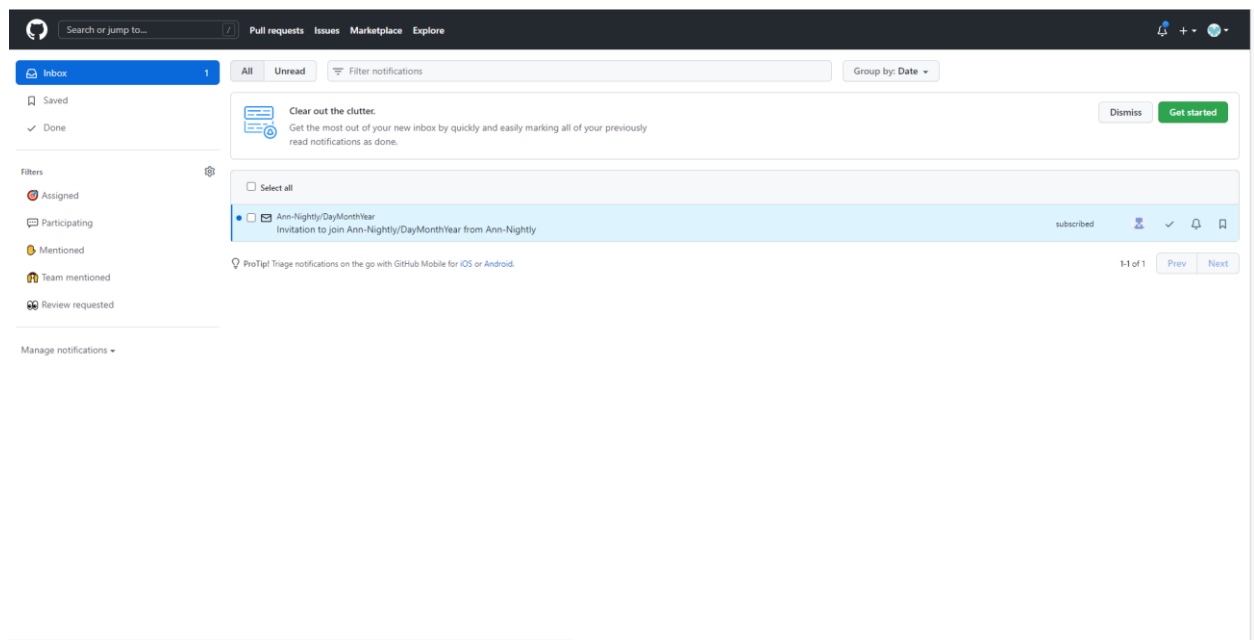 Search or jump to... / Pull requests Issues Marketplace Explore
Inbox 1
Saved
Done
Filters
Assigned
Participating
Mentioned
Team mentioned
Review requested
Manage notifications
All Unread Filter notifications Group by: Date
Clear out the clutter.
Get the most out of your new inbox by quickly and easily marking all of your previously
read notifications as done.
Dismiss Get started
Select all
Ann-Nightly/DayMonthYear
Invitation to join Ann-Nightly/DayMonthYear from Ann-Nightly
subscribed
ProTip! Triage notifications on the go with GitHub Mobile for iOS or Android.
1-1 of 1 Prev Next